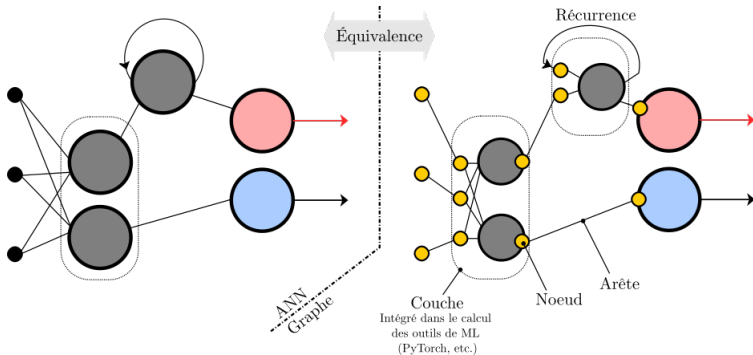 Récurrence
Équivalence
ANN
Graphe
Couche
Intégré dans le calcul
des outils de ML
(PyTorch, etc.)
Noeud
Arête